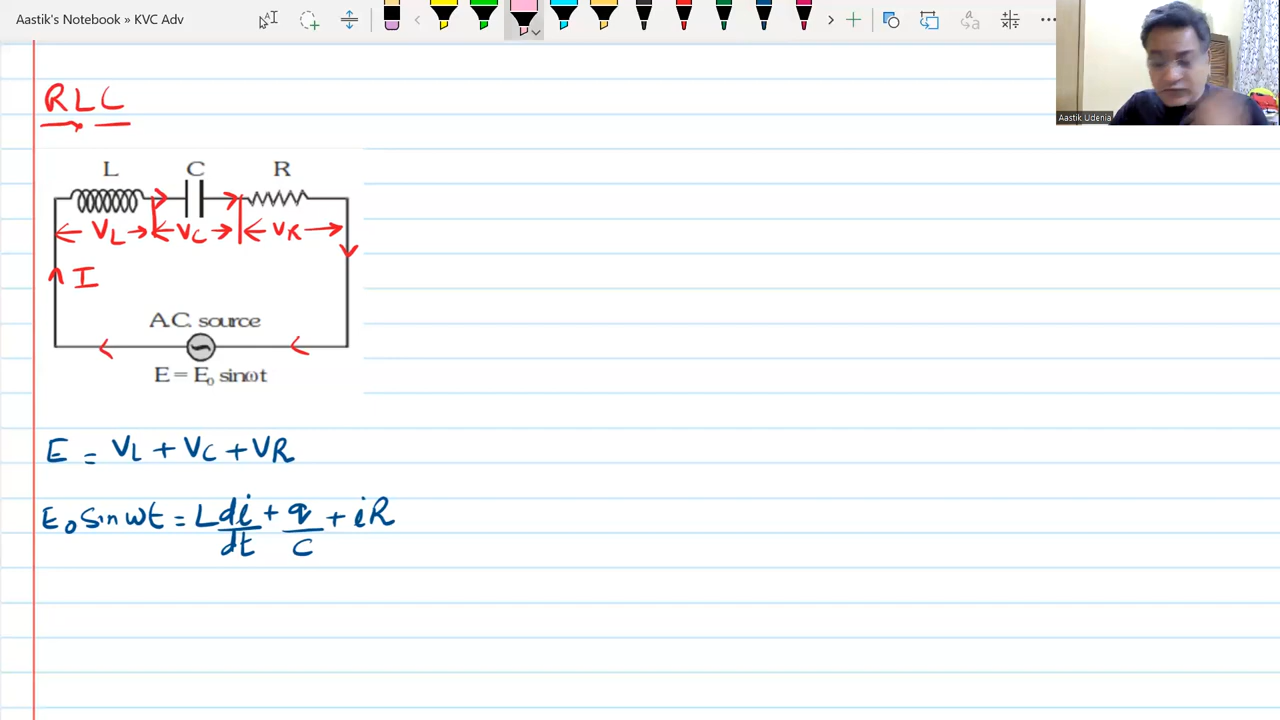 Aastik's Notebook » KVC Adv
Aastik Udenia
RLC
L C R
VL VC VR
I
A.C. source
E = E₀ sinωt
E = VL + VC + VR
E₀ sin ωt = L di/dt + q/C + iR